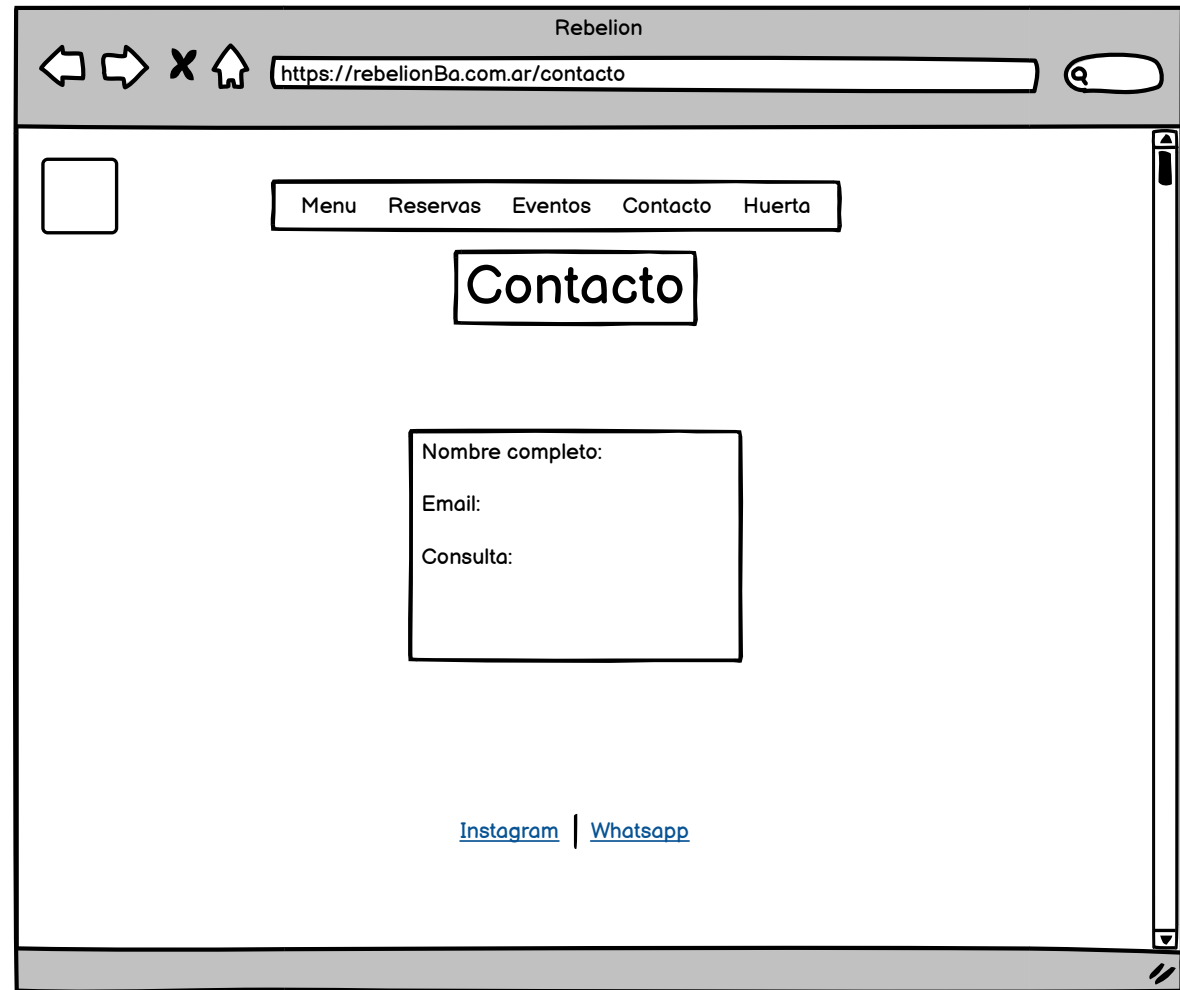 Rebelion
https://rebelionBa.com.ar/contacto
Menu Reservas Eventos Contacto Huerta
Contacto
Nombre completo:
Email:
Consulta:
Instagram Whatsapp